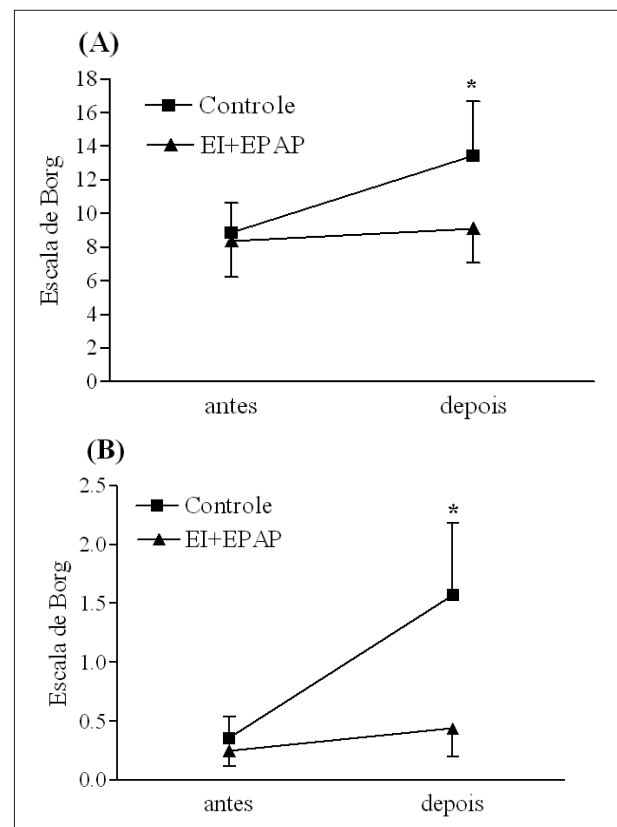 (A)
18
16
14
12
10
8
6
4
2
0
Escala de Borg
Controle
EI+EPAP
*
antes depois
(B)
2.5
2.0
1.5
1.0
0.5
0.0
Escala de Borg
Controle
EI+EPAP
*
antes depois